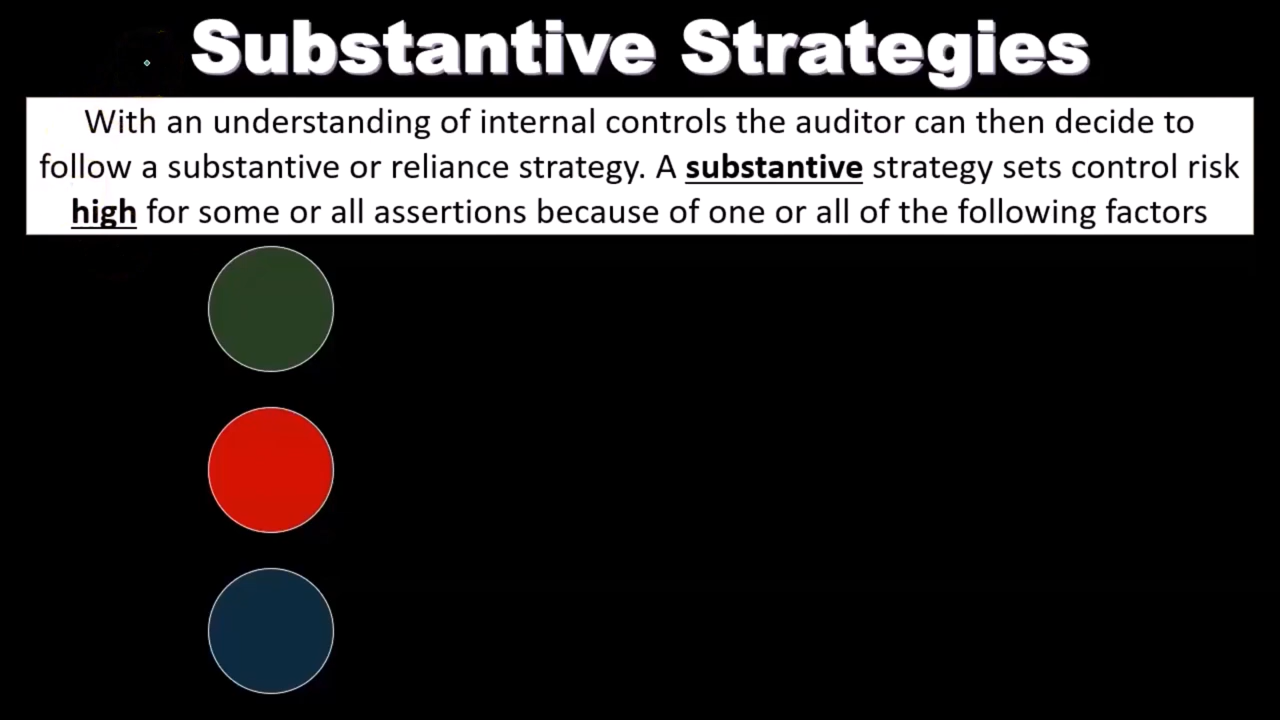 Substantive Strategies
With an understanding of internal controls the auditor can then decide to
follow a substantive or reliance strategy. A substantive strategy sets control risk
high for some or all assertions because of one or all of the following factors